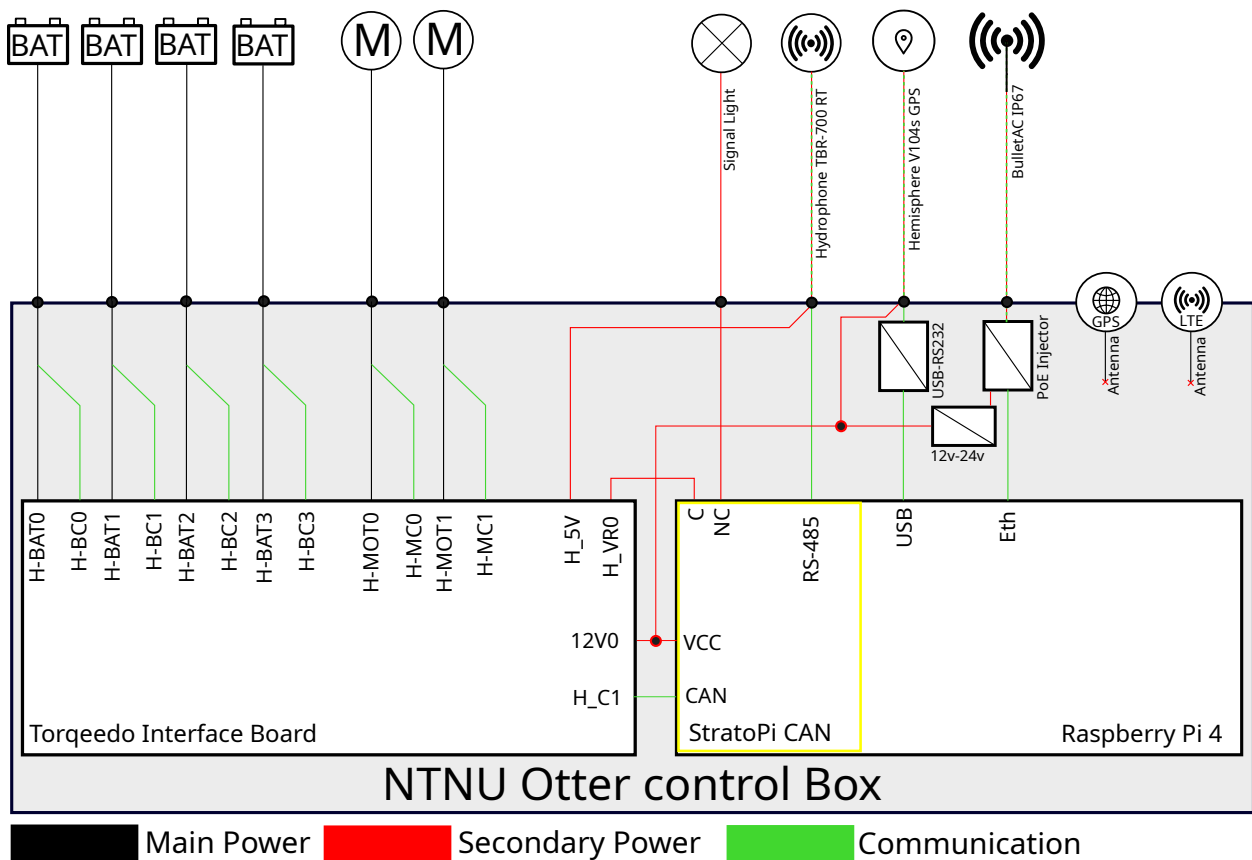 BAT BAT BAT BAT M M
Signal Light
Hydrophone TBR-700 RT
Hemisphere V104s GPS
BulletAC IP67
GPS
Antenna
LTE
Antenna
USB-RS232
PoE Injector
12v-24v
H-BAT0
H-BC0
H-BAT1
H-BC1
H-BAT2
H-BC2
H-BAT3
H-BC3
H-MOT0
H-MC0
H-MOT1
H-MC1
H_5V
H_VR0
C
NC
RS-485
USB
Eth
12V0
VCC
H_C1
CAN
Torqeedo Interface Board
StratoPi CAN
Raspberry Pi 4
NTNU Otter control Box
Main Power
Secondary Power
Communication